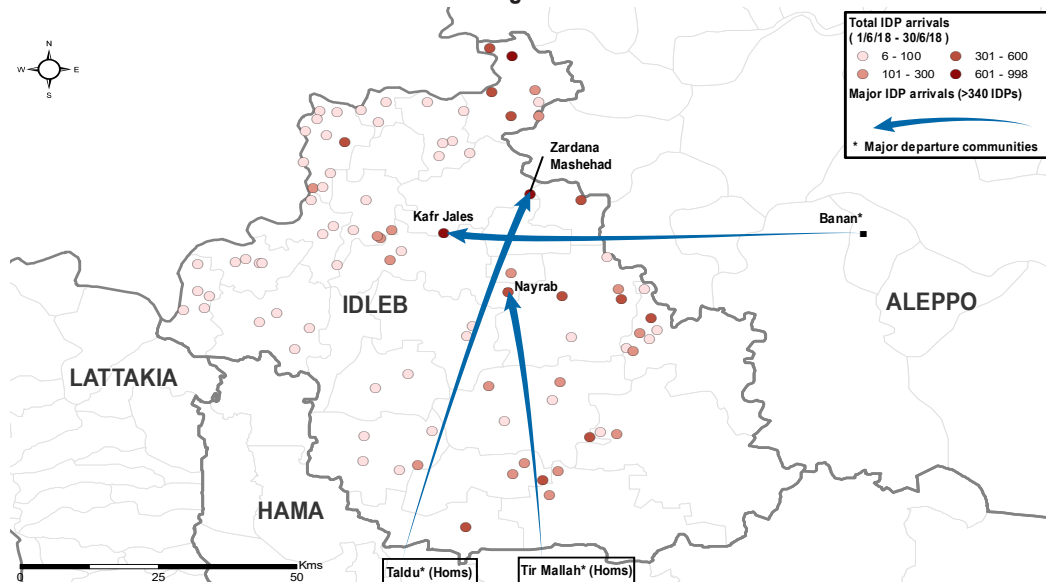 Total IDP arrivals
( 1/6/18 - 30/6/18 )
6 - 100
301 - 600
101 - 300
601 - 998
Major IDP arrivals (>340 IDPs)
* Major departure communities
N
W
E
S
Zardana
Mashehad
Kafr Jales
Banan*
Nayrab
IDLEB
ALEPPO
LATTAKIA
HAMA
Taldu* (Homs)
Tir Mallah* (Homs)
Kms
0
25
50